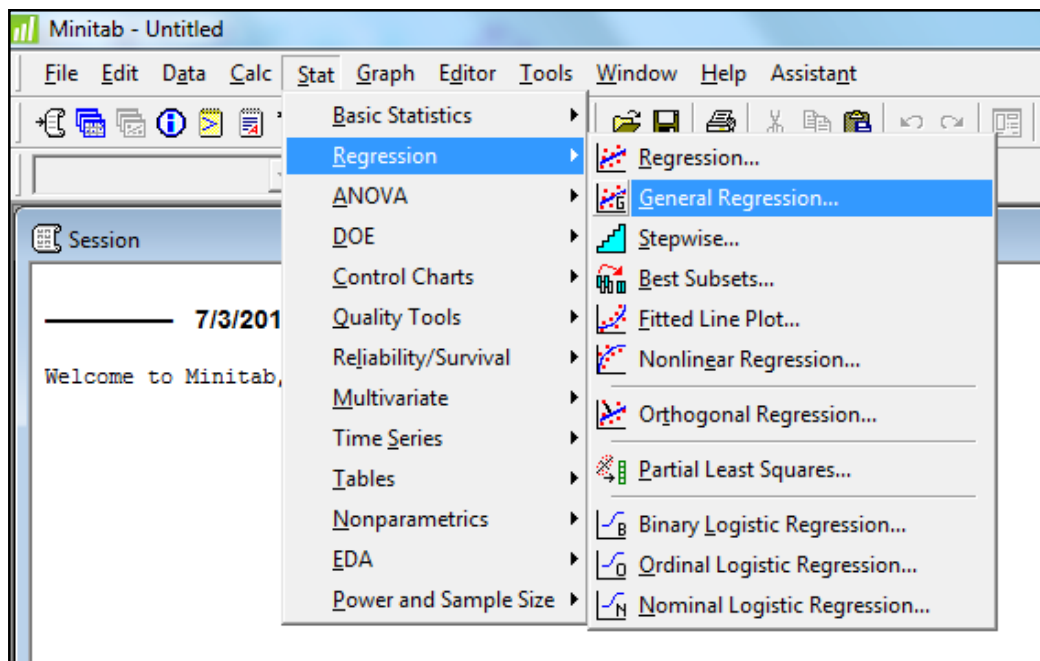 Minitab - Untitled
File Edit Data Calc Stat Graph Editor Tools Window Help Assistant
Basic Statistics
Regression
ANOVA
DOE
Control Charts
Quality Tools
Reliability/Survival
Multivariate
Time Series
Tables
Nonparametrics
EDA
Power and Sample Size
Regression...
General Regression...
Stepwise...
Best Subsets...
Fitted Line Plot...
Nonlinear Regression...
Orthogonal Regression...
Partial Least Squares...
Binary Logistic Regression...
Ordinal Logistic Regression...
Nominal Logistic Regression...
Session
7/3/201
Welcome to Minitab,